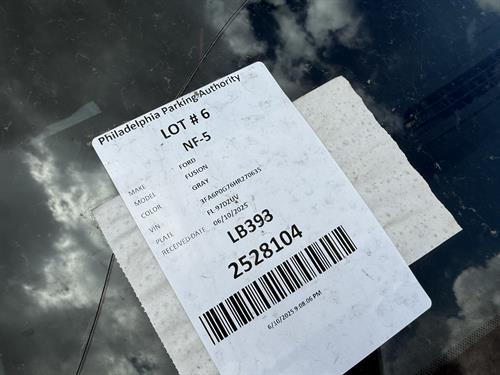 Philadelphia Parking Authority
LOT # 6
NF-5
MAKE FORD
MODEL FUSION
COLOR GRAY
VIN 3FA6P0G76HR270635
PLATE FL 97DZUV
RECEIVED-DATE 06/10/2025
LB393
2528104
6/10/2025 9:08:06 PM